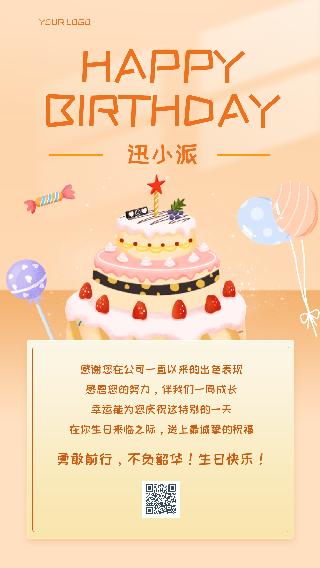 YOUR LOGO
HAPPY
BIRTHDAY
迅小派
感谢您在公司一直以来的出色表现
感恩您的努力，伴我们一同成长
幸运能为您庆祝这特别的一天
在你生日来临之际，送上最诚挚的祝福
勇敢前行，不负韶华！生日快乐！